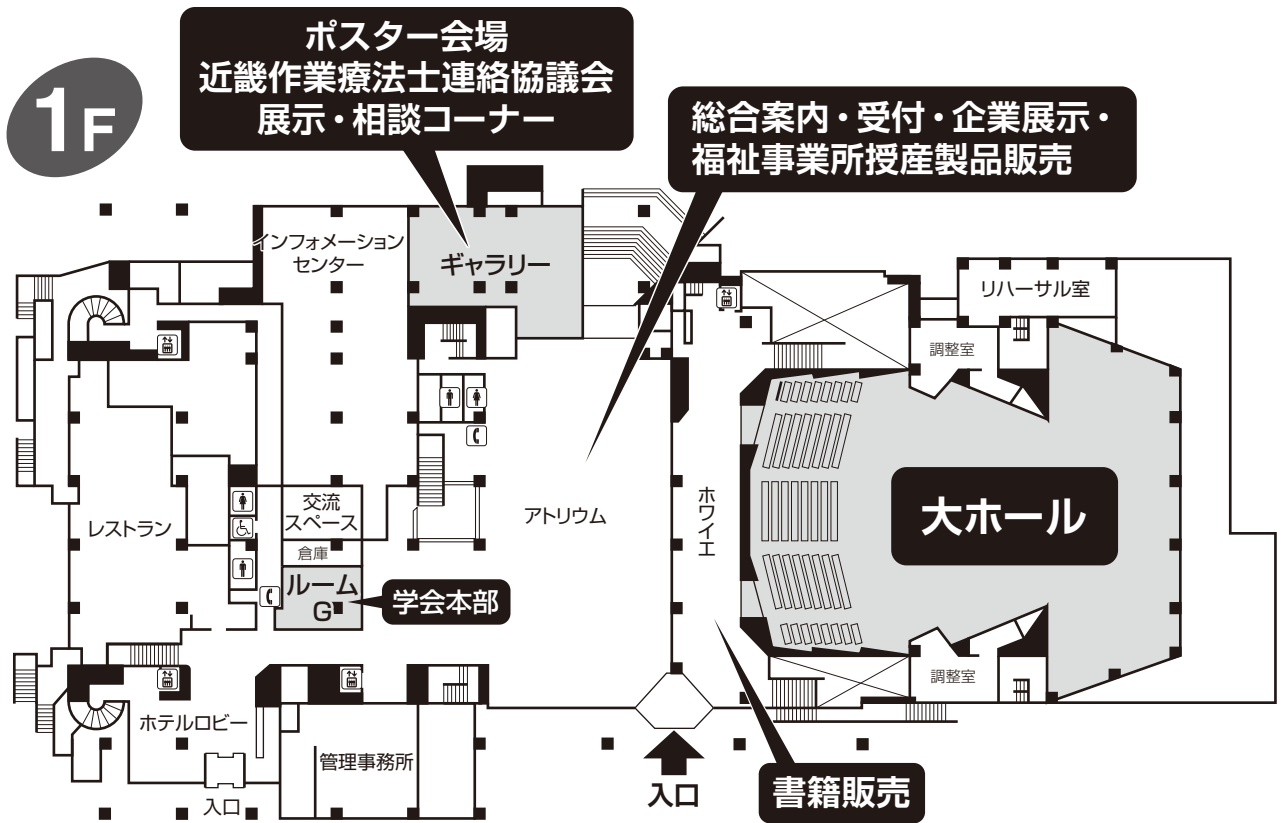 1F
ポスター会場
近畿作業療法士連絡協議会
展示・相談コーナー
総合案内・受付・企業展示・
福祉事業所授産製品販売
インフォメーション
センター
ギャラリー
リハーサル室
調整室
交流
スペース
倉庫
ルーム
G
学会本部
レストラン
アトリウム
ホワイエ
大ホール
調整室
ホテルロビー
管理事務所
入口
入口
書籍販売